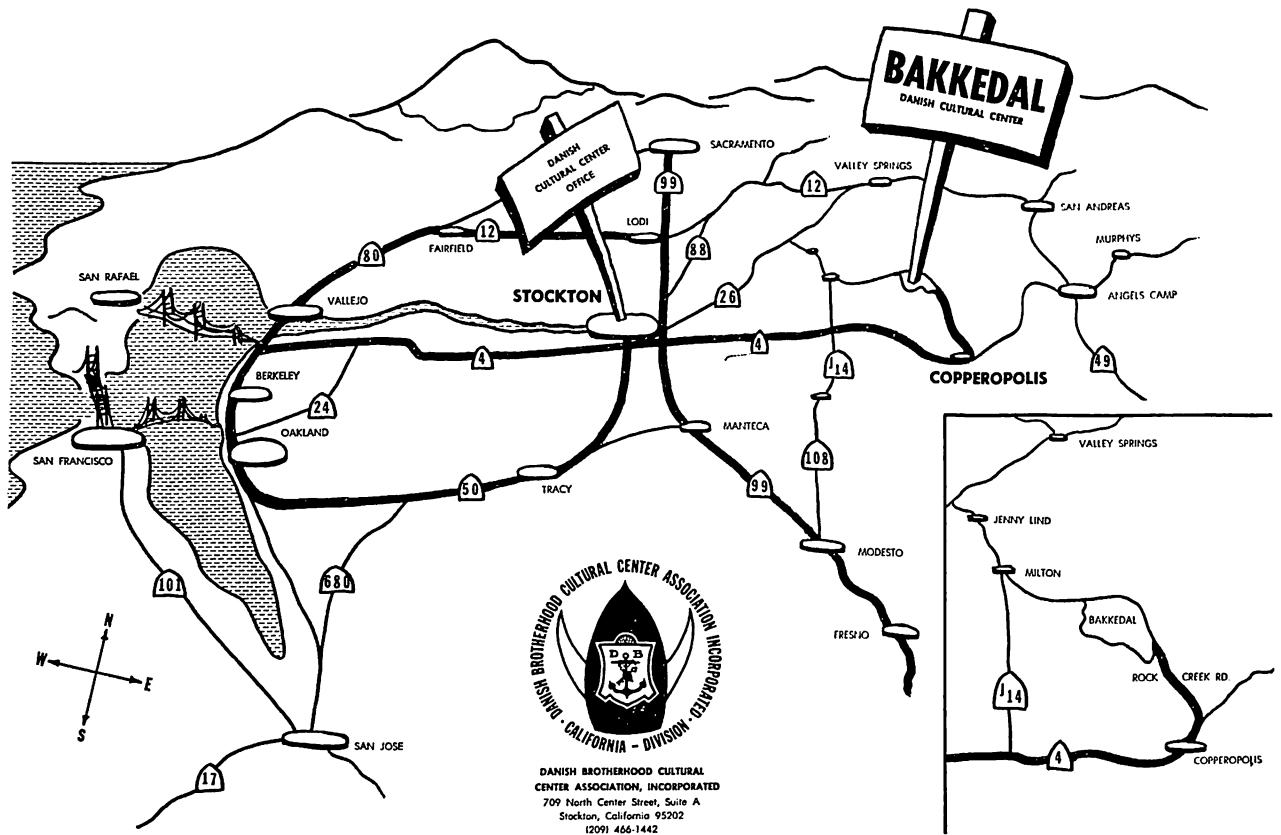 BAKKEDAL
DANISH CULTURAL CENTER
DANISH
CULTURAL CENTER
OFFICE
SACRAMENTO
99
VALLEY SPRINGS
12
SAN ANDREAS
LODI
12
FAIRFIELD
80
88
MURPHYS
SAN RAFAEL
VALLEJO
STOCKTON
26
ANGELS CAMP
4
4
J14
49
BERKELEY
24
COPPEROPOLIS
OAKLAND
MANTECA
SAN FRANCISCO
108
50
TRACY
99
MODESTO
101
680
FRESNO
N
W
E
S
SAN JOSE
17
VALLEY SPRINGS
JENNY LIND
MILTON
BAKKEDAL
ROCK CREEK RD.
J14
4
COPPEROPOLIS
DANISH BROTHERHOOD CULTURAL CENTER ASSOCIATION INCORPORATED
D B
CALIFORNIA - DIVISION
DANISH BROTHERHOOD CULTURAL
CENTER ASSOCIATION, INCORPORATED
709 North Center Street, Suite A
Stockton, California 95202
(209) 466-1442